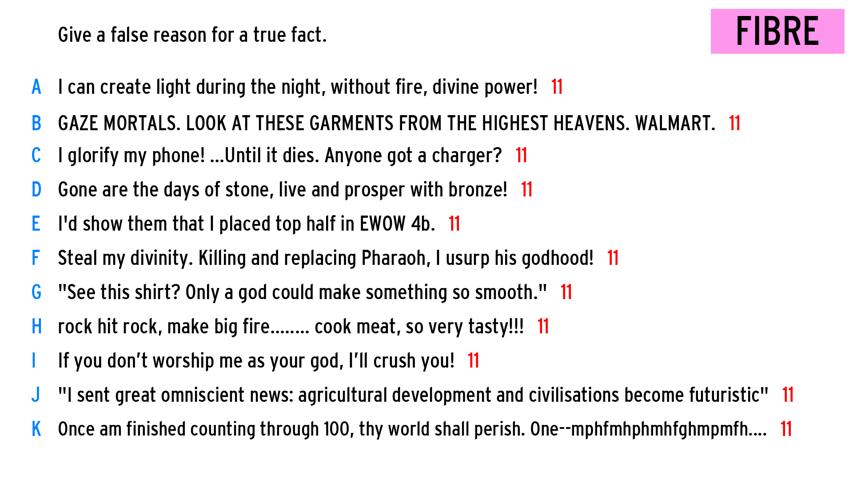 Give a false reason for a true fact.
FIBRE
A I can create light during the night, without fire, divine power! 11
B GAZE MORTALS. LOOK AT THESE GARMENTS FROM THE HIGHEST HEAVENS. WALMART. 11
C I glorify my phone! ...Until it dies. Anyone got a charger? 11
D Gone are the days of stone, live and prosper with bronze! 11
E I'd show them that I placed top half in EWOW 4b. 11
F Steal my divinity. Killing and replacing Pharaoh, I usurp his godhood! 11
G "See this shirt? Only a god could make something so smooth." 11
H rock hit rock, make big fire........ cook meat, so very tasty!!! 11
I If you don’t worship me as your god, I’ll crush you! 11
J "I sent great omniscient news: agricultural development and civilisations become futuristic" 11
K Once am finished counting through 100, thy world shall perish. One--mphfmhphmhfghmpmfh.... 11